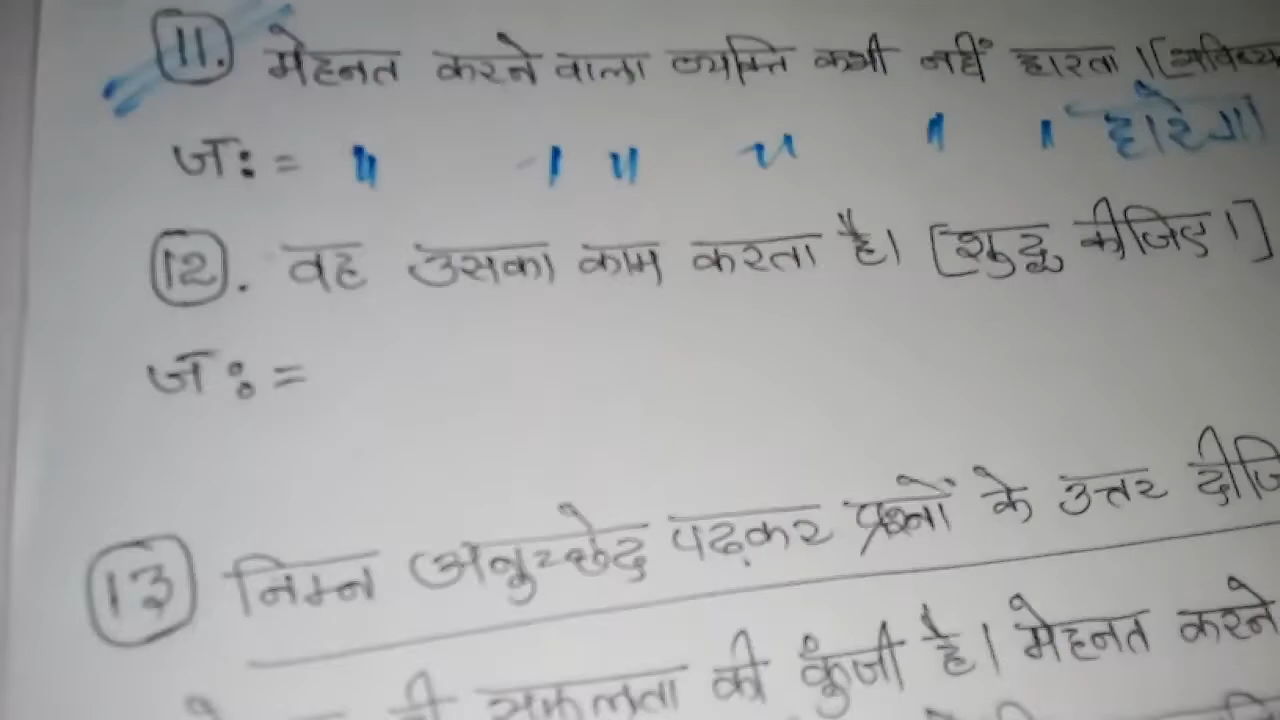 11. मेहनत करने वाला व्यक्ति कभी नहीं हारता ।[भविष्य
ज := " " " " " " हारेगा
12. वह उसका काम करता है। [शुद्ध कीजिए।]
ज :=
13 निम्न अनुच्छेद पढ़कर प्रश्नों के उत्तर दीजि
ही सफलता की कुंजी है। मेहनत करने